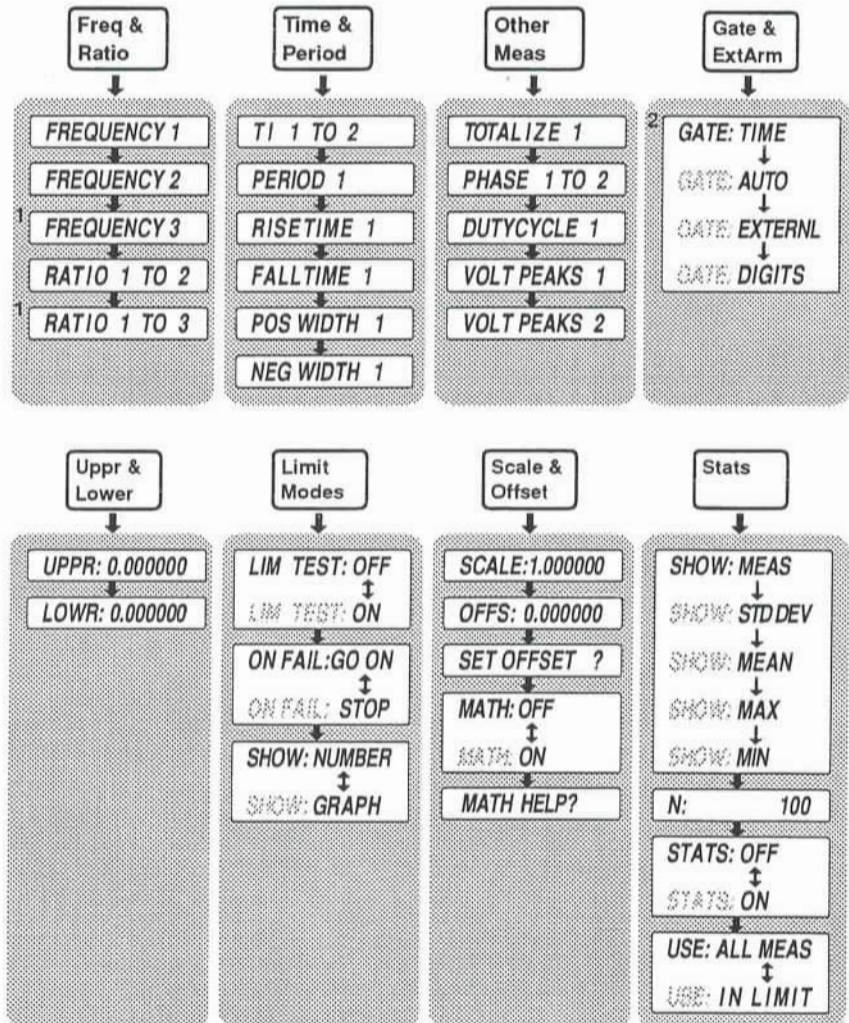 Freq &
Ratio
FREQUENCY 1
FREQUENCY 2
1
FREQUENCY 3
RATIO 1 TO 2
1
RATIO 1 TO 3
Time &
Period
TI 1 TO 2
PERIOD 1
RISETIME 1
FALLTIME 1
POS WIDTH 1
NEG WIDTH 1
Other
Meas
TOTALIZE 1
PHASE 1 TO 2
DUTYCYCLE 1
VOLT PEAKS 1
VOLT PEAKS 2
Gate &
ExtArm
2
GATE: TIME
GATE: AUTO
GATE: EXTERNL
GATE: DIGITS
Uppr &
Lower
UPPR: 0.000000
LOWR: 0.000000
Limit
Modes
LIM TEST: OFF
LIM TEST: ON
ON FAIL:GO ON
ON FAIL: STOP
SHOW: NUMBER
SHOW: GRAPH
Scale &
Offset
SCALE:1.000000
OFFS: 0.000000
SET OFFSET ?
MATH: OFF
MATH: ON
MATH HELP?
Stats
SHOW: MEAS
SHOW: STD DEV
SHOW: MEAN
SHOW: MAX
SHOW: MIN
N: 100
STATS: OFF
STATS: ON
USE: ALL MEAS
USE: IN LIMIT